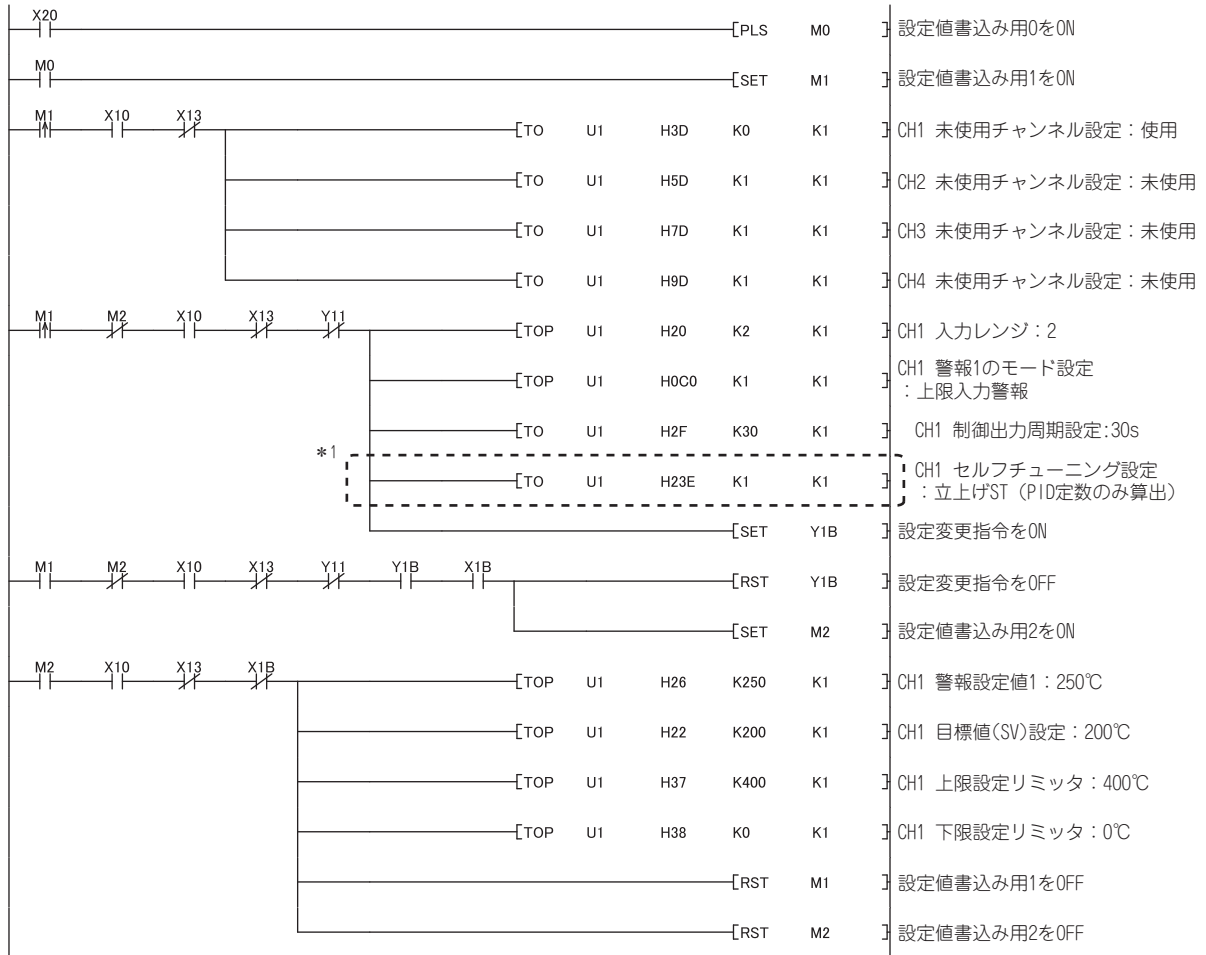 X20
[PLS M0 ] 設定値書込み用0をON
M0
[SET M1 ] 設定値書込み用1をON
M1 X10 X13
[TO U1 H3D K0 K1 ] CH1 未使用チャンネル設定：使用
[TO U1 H5D K1 K1 ] CH2 未使用チャンネル設定：未使用
[TO U1 H7D K1 K1 ] CH3 未使用チャンネル設定：未使用
[TO U1 H9D K1 K1 ] CH4 未使用チャンネル設定：未使用
M1 M2 X10 X13 Y11
[TOP U1 H20 K2 K1 ] CH1 入力レンジ：2
[TOP U1 H0C0 K1 K1 ] CH1 警報1のモード設定
：上限入力警報
[TO U1 H2F K30 K1 ] CH1 制御出力周期設定:30s
*1
[TO U1 H23E K1 K1 ] CH1 セルフチューニング設定
：立上げST（PID定数のみ算出）
[SET Y1B ] 設定変更指令をON
M1 M2 X10 X13 Y11 Y1B X1B
[RST Y1B ] 設定変更指令をOFF
[SET M2 ] 設定値書込み用2をON
M2 X10 X13 X1B
[TOP U1 H26 K250 K1 ] CH1 警報設定値1：250℃
[TOP U1 H22 K200 K1 ] CH1 目標値(SV)設定：200℃
[TOP U1 H37 K400 K1 ] CH1 上限設定リミッタ：400℃
[TOP U1 H38 K0 K1 ] CH1 下限設定リミッタ：0℃
[RST M1 ] 設定値書込み用1をOFF
[RST M2 ] 設定値書込み用2をOFF